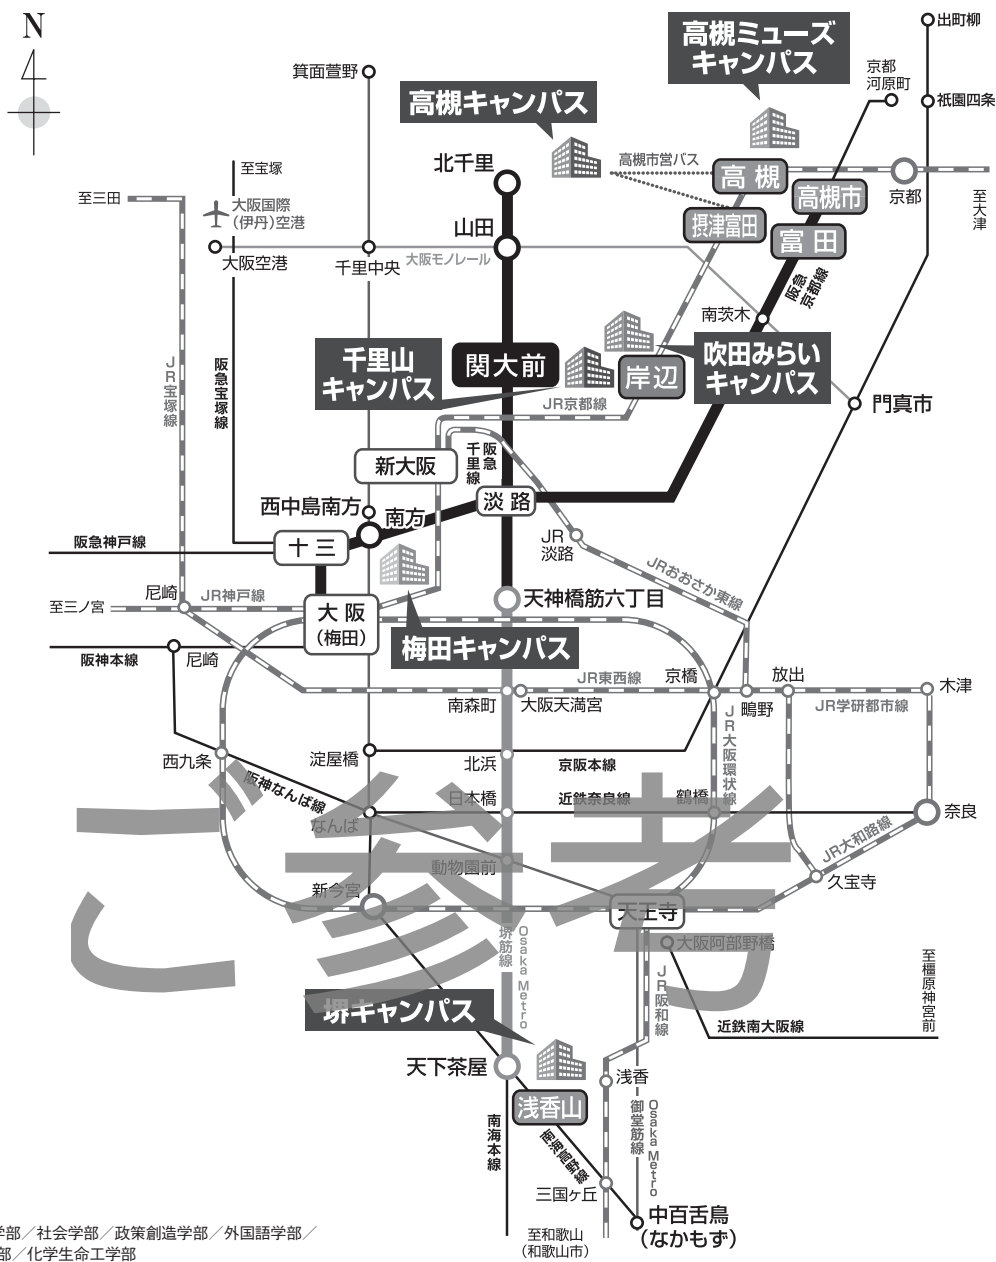 N
出町柳
高槻ミューズ
キャンパス
京都
河原町
箕面萱野
高槻キャンパス
祇園四条
北千里
高槻市営バス
至宝塚
高槻
京都
至三田
高槻市
至大津
大阪国際
(伊丹)空港
摂津富田
山田
富田
大阪空港
千里中央
大阪モノレール
阪急
京都線
南茨木
千里山
キャンパス
関大前
吹田みらい
キャンパス
岸辺
JR宝塚線
阪急宝塚線
JR京都線
門真市
阪急
千里線
新大阪
淡路
西中島南方
南方
JR
淡路
阪急神戸線
十三
JRおおさか東線
尼崎
JR神戸線
至三ノ宮
大阪
(梅田)
天神橋筋六丁目
梅田キャンパス
阪神本線
尼崎
JR東西線
京橋
放出
木津
南森町
大阪天満宮
鴫野
JR学研都市線
JR大阪環状線
西九条
淀屋橋
北浜
京阪本線
阪神なんば線
日本橋
近鉄奈良線
鶴橋
なんば
奈良
JR大和路線
動物園前
新今宮
久宝寺
天王寺
堺筋線
Osaka Metro
大阪阿部野橋
ご参考
JR阪和線
至橿原神宮前
堺キャンパス
近鉄南大阪線
天下茶屋
浅香
浅香山
御堂筋線
Osaka Metro
南海本線
南海高野線
三国ヶ丘
中百舌鳥
(なかもず)
至和歌山
(和歌山市)
学部／社会学部／政策創造学部／外国語学部／
部／化学生命工学部